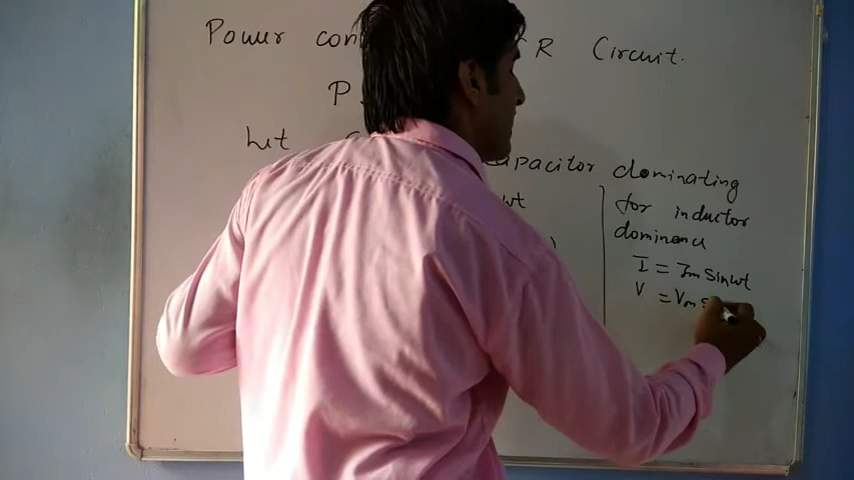 Power con R Circuit.
P
Let apacitor dominating
wt
for inductor
dominance
I = Im Sinwt
V = Vm S